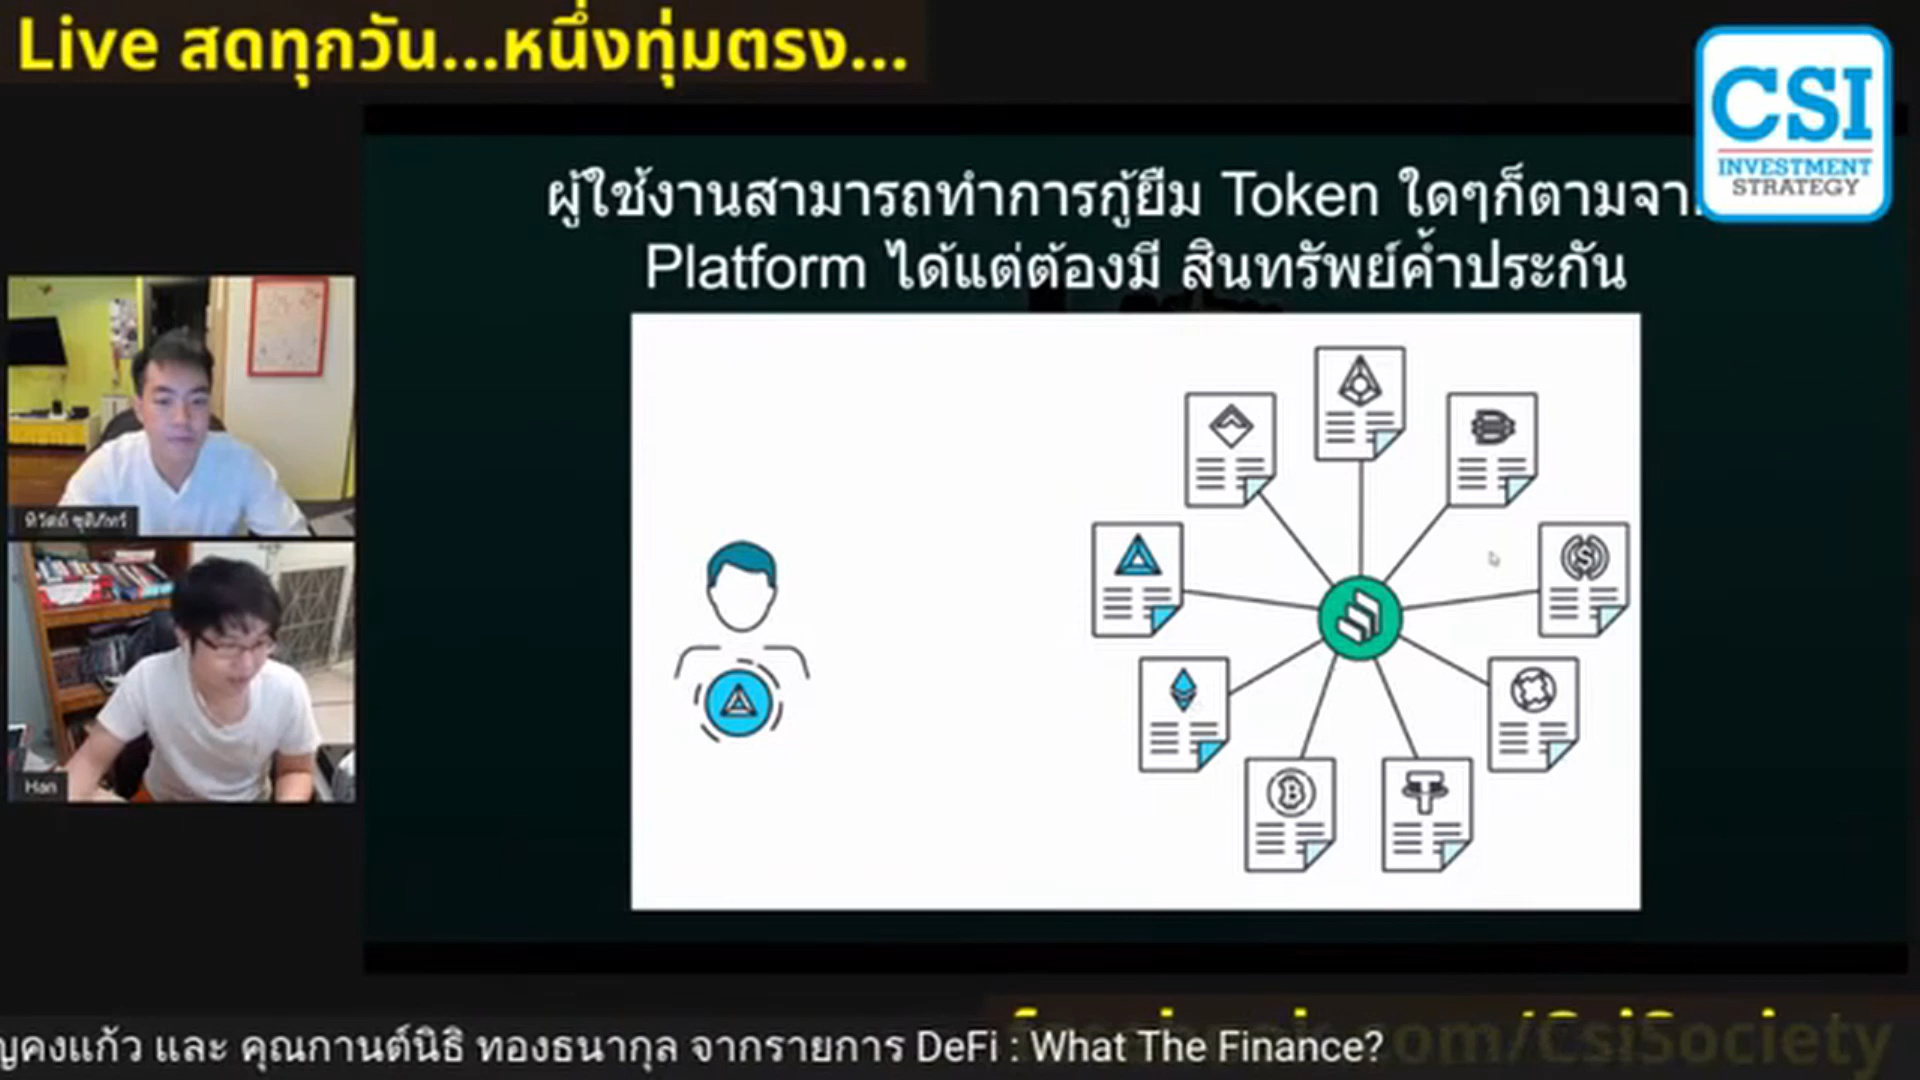 Live สดทุกวัน...หนึ่งทุ่มตรง...
CSI
INVESTMENT
STRATEGY
ผู้ใช้งานสามารถทำการกู้ยืม Token ใดๆก็ตามจา
Platform ได้แต่ต้องมี สินทรัพย์ค้ำประกัน
Han
com/CsiSociety
ญคงแก้ว และ คุณกานต์นิธิ ทองธนากุล จากรายการ DeFi : What The Finance?